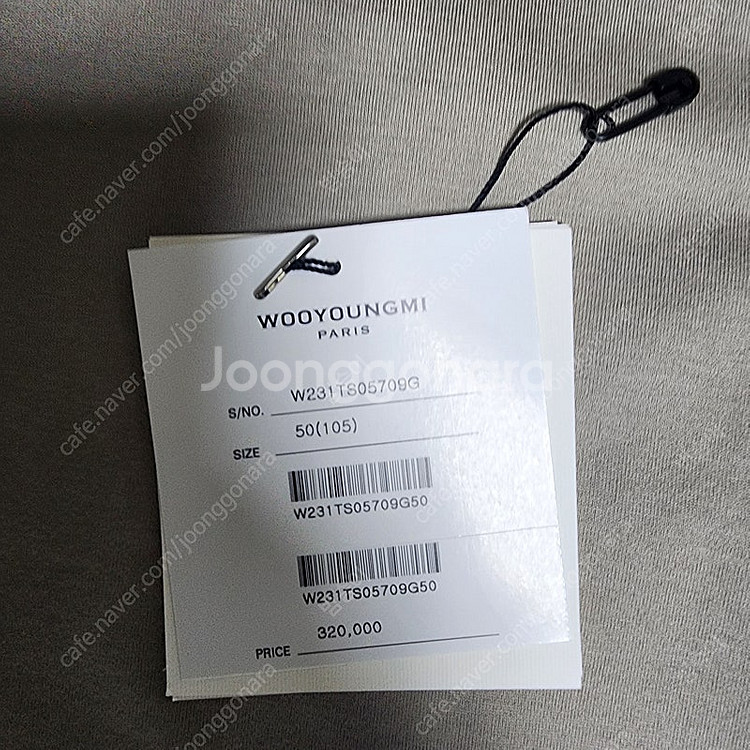 WOOYOUNGMI
PARIS
Joonggonara
S/NO. W231TS05709G
SIZE 50(105)
W231TS05709G50
W231TS05709G50
PRICE 320,000
cafe.naver.com/joonggonara